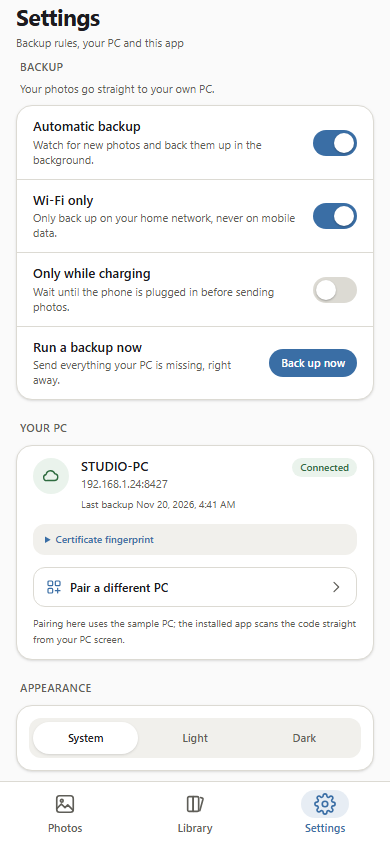 Settings
Backup rules, your PC and this app
BACKUP
Your photos go straight to your own PC.
Automatic backup
Watch for new photos and back them up in the
background.
Wi-Fi only
Only back up on your home network, never on mobile
data.
Only while charging
Wait until the phone is plugged in before sending
photos.
Run a backup now
Send everything your PC is missing, right
away.
Back up now
YOUR PC
STUDIO-PC
Connected
192.168.1.24:8427
Last backup Nov 20, 2026, 4:41 AM
Certificate fingerprint
Pair a different PC
Pairing here uses the sample PC; the installed app scans the code straight
from your PC screen.
APPEARANCE
System
Light
Dark
Photos
Library
Settings